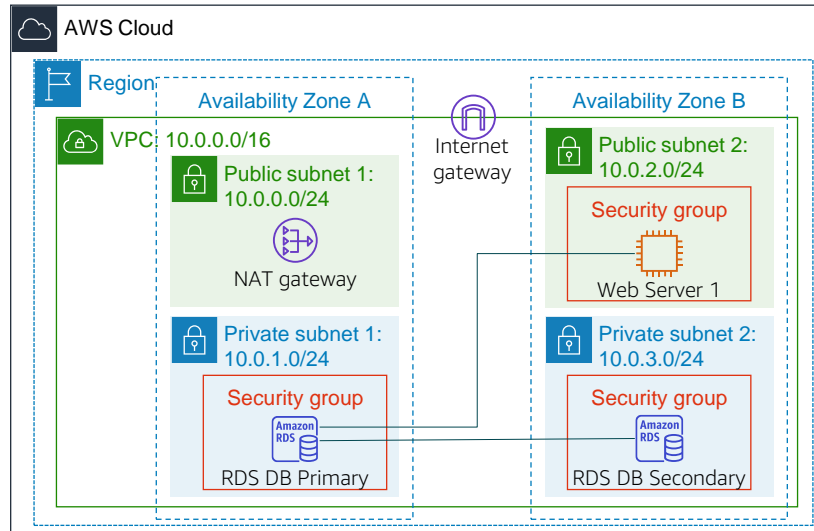 AWS Cloud
Region
Availability Zone A
Availability Zone B
VPC: 10.0.0.0/16
Internet
gateway
Public subnet 1:
10.0.0.0/24
NAT gateway
Public subnet 2:
10.0.2.0/24
Security group
Web Server 1
Private subnet 1:
10.0.1.0/24
Security group
Amazon
RDS
RDS DB Primary
Private subnet 2:
10.0.3.0/24
Security group
Amazon
RDS
RDS DB Secondary